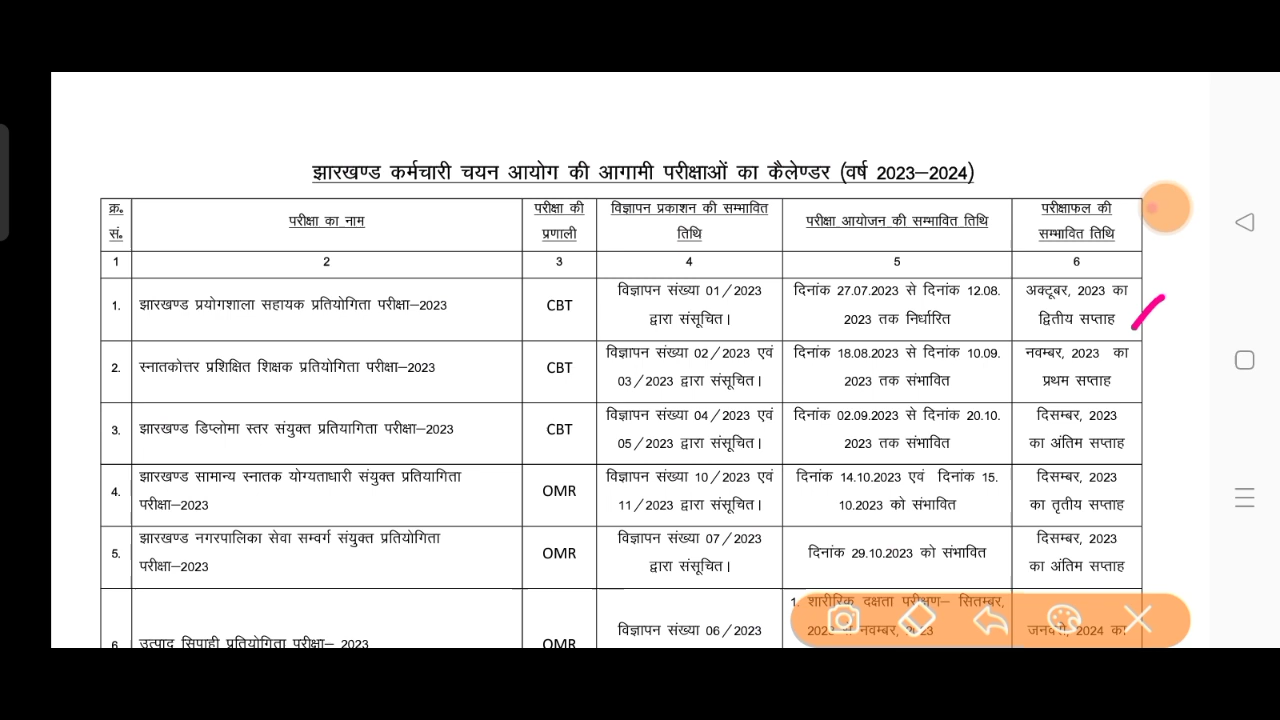 झारखण्ड कर्मचारी चयन आयोग की आगामी परीक्षाओं का कैलेण्डर (वर्ष 2023–2024)
क्र॰ सं॰
परीक्षा का नाम
परीक्षा की प्रणाली
विज्ञापन प्रकाशन की सम्भावित तिथि
परीक्षा आयोजन की सम्भावित तिथि
परीक्षाफल की सम्भावित तिथि
1 2 3 4 5 6
1.
झारखण्ड प्रयोगशाला सहायक प्रतियोगिता परीक्षा–2023
CBT
विज्ञापन संख्या 01/2023
द्वारा संसूचित।
दिनांक 27.07.2023 से दिनांक 12.08.
2023 तक निर्धारित
अक्टूबर, 2023 का
द्वितीय सप्ताह
2.
स्नातकोत्तर प्रशिक्षित शिक्षक प्रतियोगिता परीक्षा–2023
CBT
विज्ञापन संख्या 02/2023 एवं
03/2023 द्वारा संसूचित।
दिनांक 18.08.2023 से दिनांक 10.09.
2023 तक संभावित
नवम्बर, 2023 का
प्रथम सप्ताह
3.
झारखण्ड डिप्लोमा स्तर संयुक्त प्रतियागिता परीक्षा–2023
CBT
विज्ञापन संख्या 04/2023 एवं
05/2023 द्वारा संसूचित।
दिनांक 02.09.2023 से दिनांक 20.10.
2023 तक संभावित
दिसम्बर, 2023
का अंतिम सप्ताह
4.
झारखण्ड सामान्य स्नातक योग्यताधारी संयुक्त प्रतियागिता
परीक्षा–2023
OMR
विज्ञापन संख्या 10/2023 एवं
11/2023 द्वारा संसूचित।
दिनांक 14.10.2023 एवं दिनांक 15.
10.2023 को संभावित
दिसम्बर, 2023
का तृतीय सप्ताह
5.
झारखण्ड नगरपालिका सेवा सम्वर्ग संयुक्त प्रतियोगिता
परीक्षा–2023
OMR
विज्ञापन संख्या 07/2023
द्वारा संसूचित।
दिनांक 29.10.2023 को संभावित
दिसम्बर, 2023
का अंतिम सप्ताह
6
उत्पाद सिपाही प्रतियोगिता परीक्षा– 2023
OMR
विज्ञापन संख्या 06/2023
1. शारीरिक दक्षता परीक्षण– सितम्बर,
2023 से नवम्बर, 2023
जनवरी, 2024 का